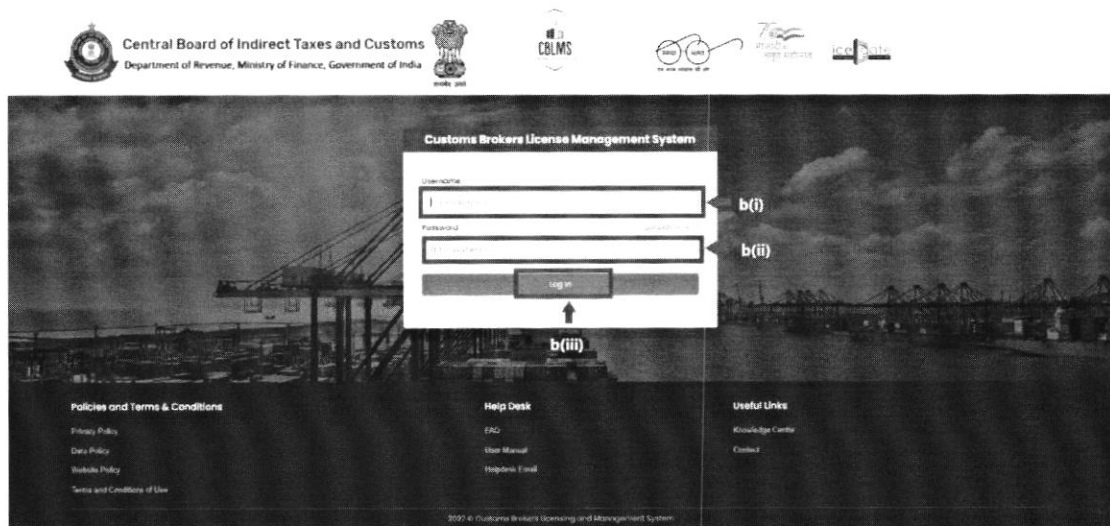 Central Board of Indirect Taxes and Customs
Department of Revenue, Ministry of Finance, Government of India
CBLMS
Customs Brokers License Management System
Username
b(i)
Password
b(ii)
Log in
b(iii)
Policies and Terms & Conditions
Privacy Policy
Data Policy
Website Policy
Terms and Conditions of Use
Help Desk
FAQ
User Manual
Helpdesk Email
Useful Links
Knowledge Center
Contact
2022 © Customs Brokers Licensing and Management System